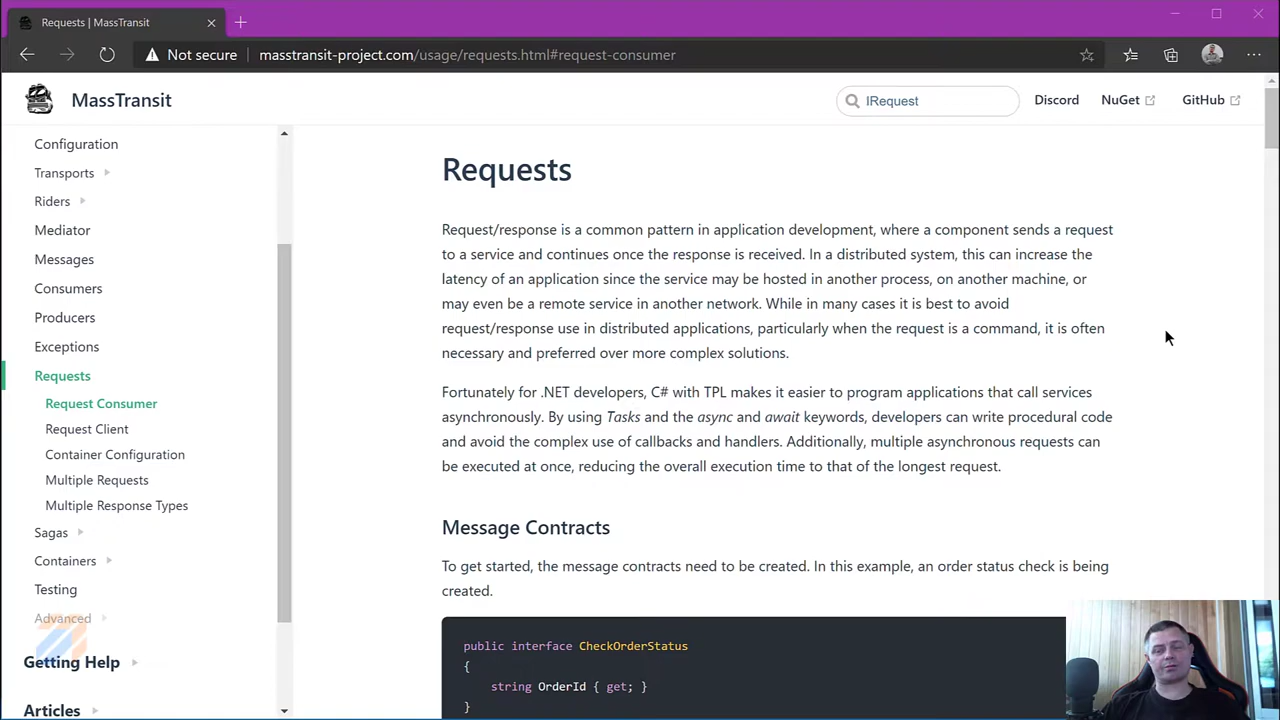 Requests | MassTransit
Not secure
masstransit-project.com/usage/requests.html#request-consumer
MassTransit
IRequest
Discord
NuGet
GitHub
Configuration
Transports
Riders
Mediator
Messages
Consumers
Producers
Exceptions
Requests
Request Consumer
Request Client
Container Configuration
Multiple Requests
Multiple Response Types
Sagas
Containers
Testing
Advanced
Getting Help
Articles
Requests
Request/response is a common pattern in application development, where a component sends a request
to a service and continues once the response is received. In a distributed system, this can increase the
latency of an application since the service may be hosted in another process, on another machine, or
may even be a remote service in another network. While in many cases it is best to avoid
request/response use in distributed applications, particularly when the request is a command, it is often
necessary and preferred over more complex solutions.
Fortunately for .NET developers, C# with TPL makes it easier to program applications that call services
asynchronously. By using Tasks and the async and await keywords, developers can write procedural code
and avoid the complex use of callbacks and handlers. Additionally, multiple asynchronous requests can
be executed at once, reducing the overall execution time to that of the longest request.
Message Contracts
To get started, the message contracts need to be created. In this example, an order status check is being
created.
public interface CheckOrderStatus
{
string OrderId { get; }
}